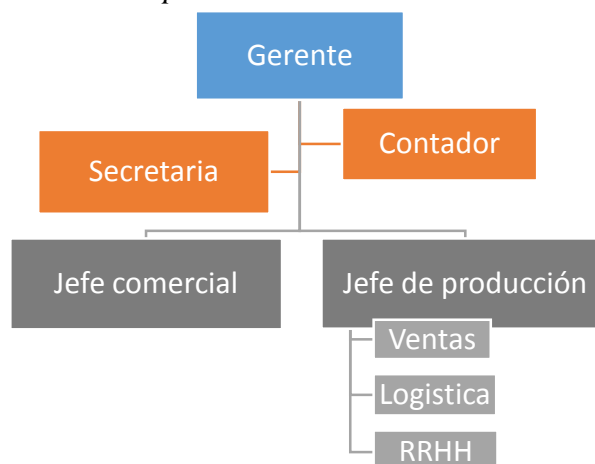 Gerente
Contador
Secretaria
Jefe comercial
Jefe de producción
Ventas
Logistica
RRHH